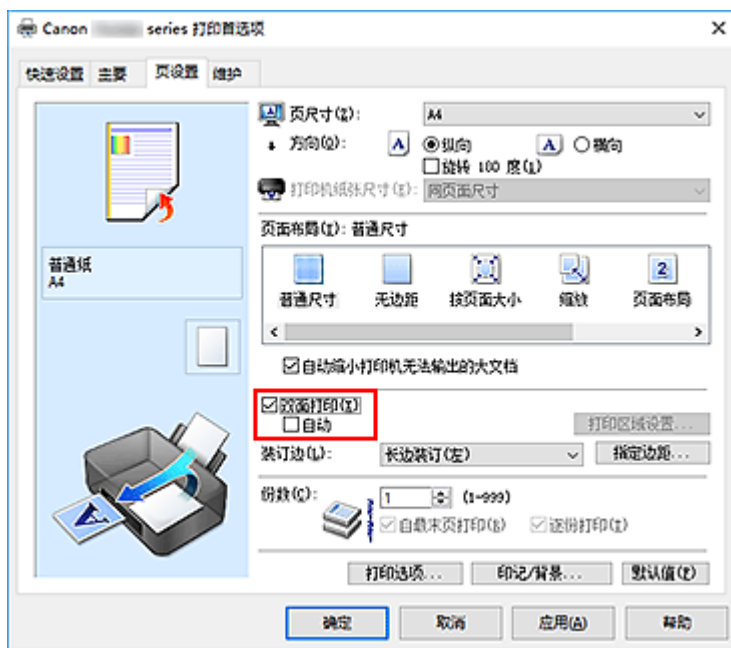 Canon series 打印首选项
快速设置 主要 页设置 维护
页尺寸(Z): A4
方向(O): A 纵向 A 横向
旋转 180 度(I)
打印机纸张尺寸(E): 同页面尺寸
页面布局(Y): 普通尺寸
普通纸
A4
普通尺寸 无边距 按页面大小 缩放 页面布局
自动缩小打印机无法输出的大文档
双面打印(X)
自动
打印区域设置...
装订边(L): 长边装订(左) 指定边距...
份数(C): 1 (1-999)
自最末页打印(B) 逐份打印(T)
打印选项... 印记/背景... 默认值(F)
确定 取消 应用(A) 帮助